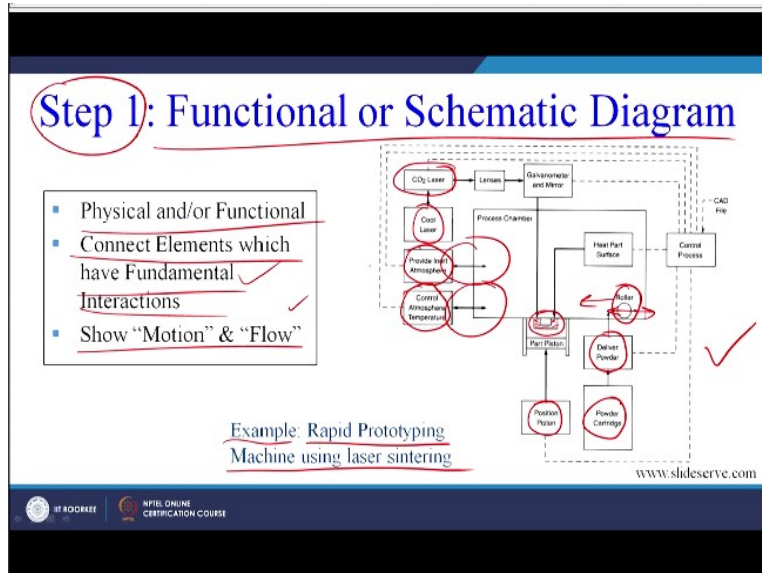 Step 1: Functional or Schematic Diagram
▪ Physical and/or Functional
▪ Connect Elements which
have Fundamental
Interactions
▪ Show “Motion” & “Flow”
CO₂ Laser
Lenses
Galvanometer
and Mirror
CAD
File
Cool
Laser
Process Chamber
Provide Inert
Atmosphere
Heat Part
Surface
Control
Process
Control
Atmosphere
Temperature
Roller
Part Piston
Deliver
Powder
Position
Piston
Powder
Cartridge
Example: Rapid Prototyping
Machine using laser sintering
www.slideserve.com
IIT ROORKEE
NPTEL ONLINE
CERTIFICATION COURSE